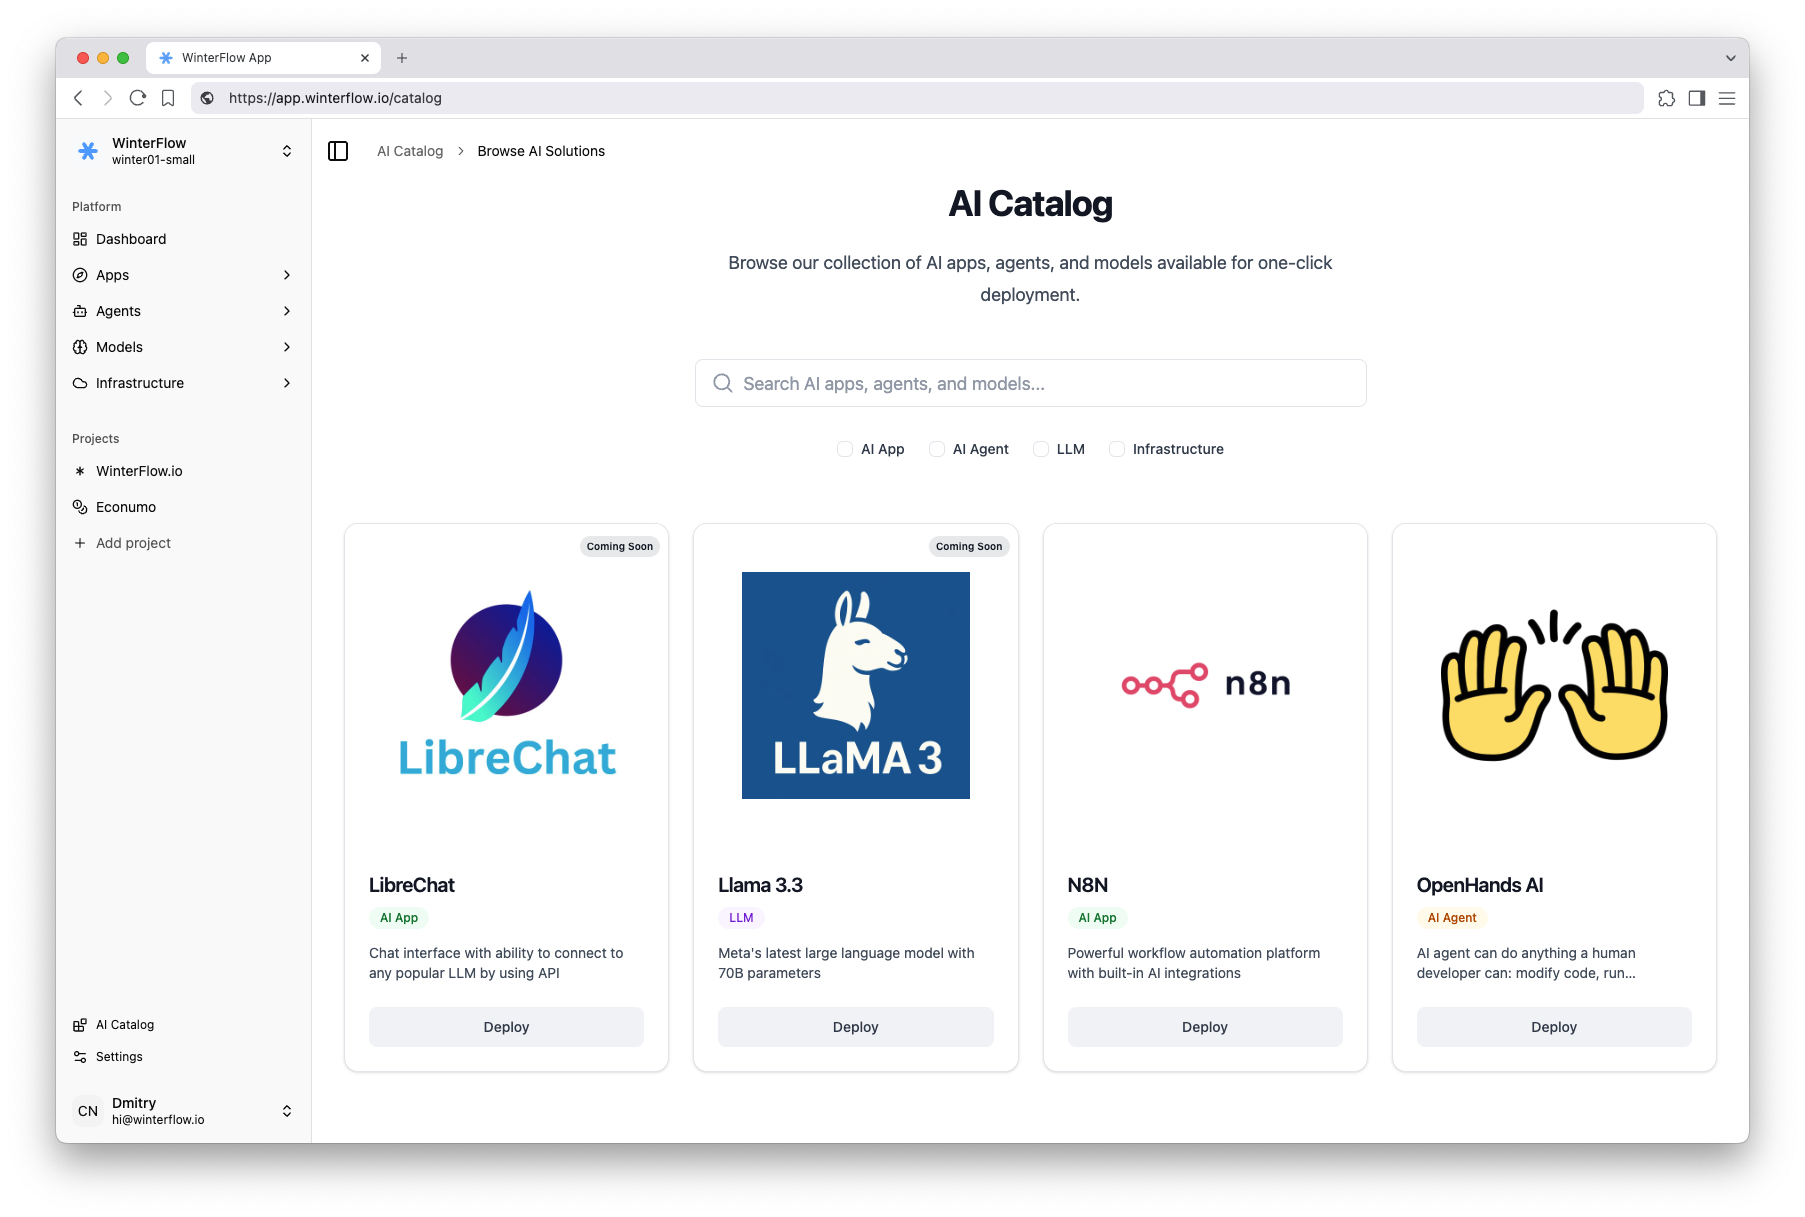 WinterFlow App
https://app.winterflow.io/catalog
WinterFlow
winter01-small
Platform
Dashboard
Apps
Agents
Models
Infrastructure
Projects
WinterFlow.io
Econumo
Add project
AI Catalog
Settings
CN
Dmitry
hi@winterflow.io
AI Catalog
Browse AI Solutions
AI Catalog
Browse our collection of AI apps, agents, and models available for one-click
deployment.
Search AI apps, agents, and models...
AI App
AI Agent
LLM
Infrastructure
Coming Soon
LibreChat
LibreChat
AI App
Chat interface with ability to connect to
any popular LLM by using API
Deploy
Coming Soon
LLaMA 3
Llama 3.3
LLM
Meta's latest large language model with
70B parameters
Deploy
n8n
N8N
AI App
Powerful workflow automation platform
with built-in AI integrations
Deploy
OpenHands AI
AI Agent
AI agent can do anything a human
developer can: modify code, run...
Deploy